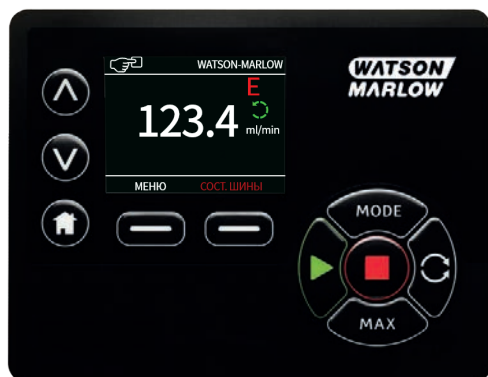 WATSON-MARLOW
E
123.4
ml/min
МЕНЮ СОСТ. ШИНЫ
WATSON
MARLOW
MODE
MAX